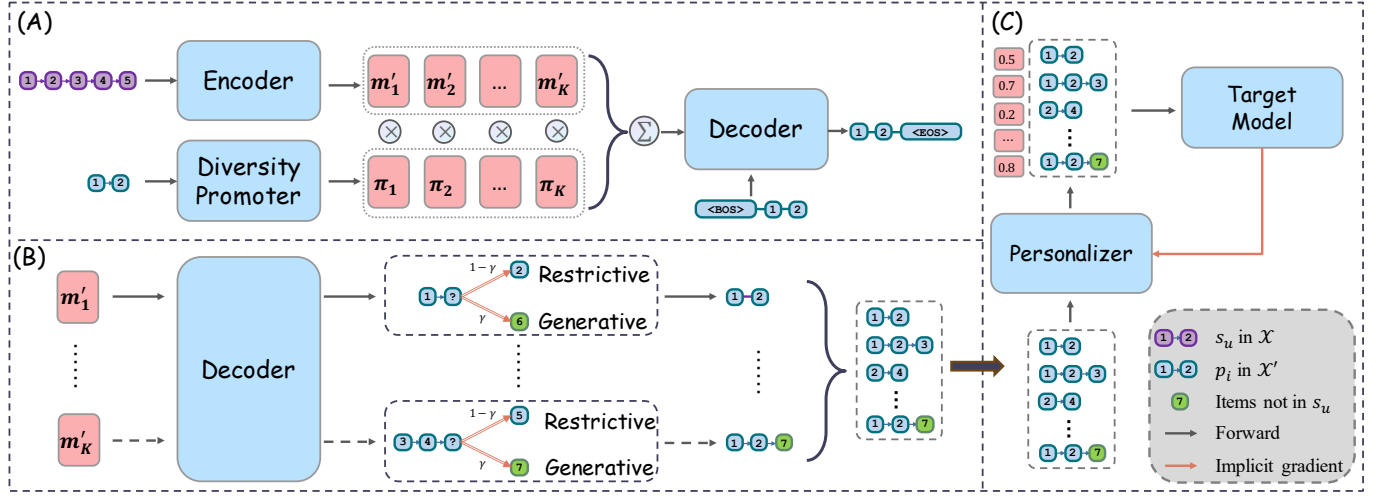 (A)
1 2 3 4 5
Encoder
m′1 m′2 ... m′K
× × × ×
1 2
Diversity
Promoter
π1 π2 ... πK
Σ
Decoder
1 2 <EOS>
<BOS> 1 2
(B)
m′1
m′K
Decoder
1 ?
1−γ
2
Restrictive
γ
6
Generative
3 4 ?
1−γ
5
Restrictive
γ
7
Generative
1 2
1 2 7
1 2
1 2 3
2 4
1 2 7
(C)
0.5
0.7
0.2
...
0.8
1 2
1 2 3
2 4
1 2 7
Target
Model
Personalizer
1 2
1 2 3
2 4
1 2 7
1 2 su in X
1 2 pi in X′
7 Items not in su
Forward
Implicit gradient